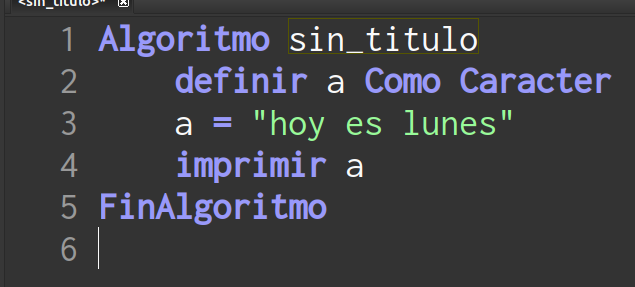 <sin_titulo>*
1 Algoritmo sin_titulo
2 definir a Como Caracter
3 a = "hoy es lunes"
4 imprimir a
5 FinAlgoritmo
6